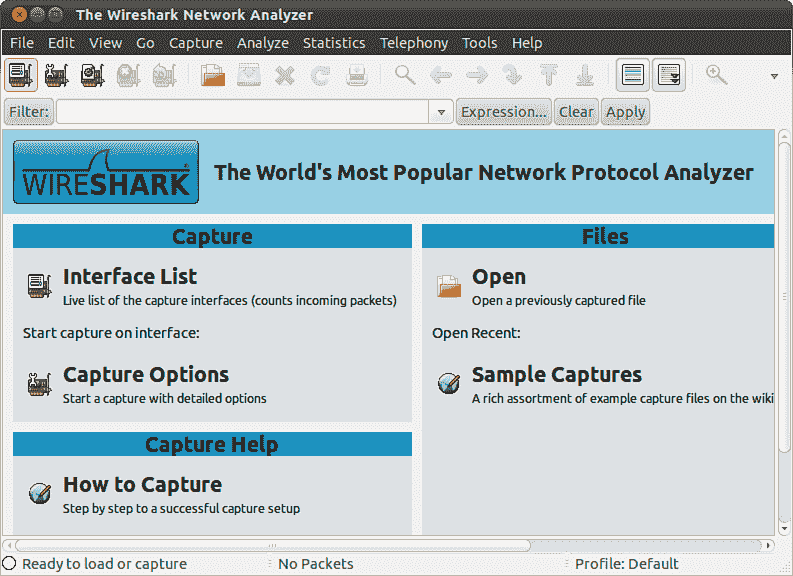 The Wireshark Network Analyzer
File Edit View Go Capture Analyze Statistics Telephony Tools Help
Filter: Expression... Clear Apply
WIRESHARK® The World's Most Popular Network Protocol Analyzer
Capture
Interface List
Live list of the capture interfaces (counts incoming packets)
Start capture on interface:
Capture Options
Start a capture with detailed options
Capture Help
How to Capture
Step by step to a successful capture setup
Files
Open
Open a previously captured file
Open Recent:
Sample Captures
A rich assortment of example capture files on the wiki
Ready to load or capture No Packets Profile: Default